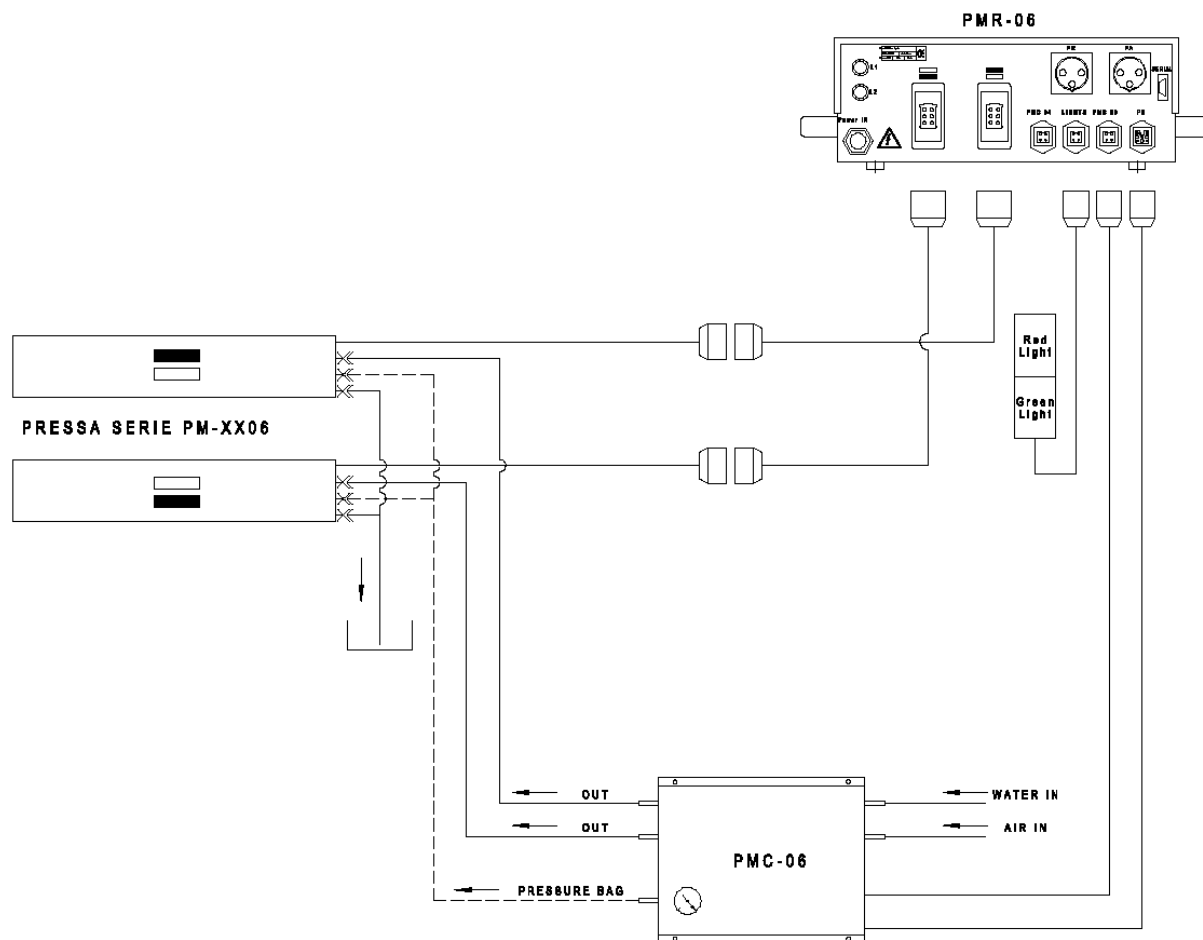 PMR-06
SERIAL
Power IN
LIGHTS
Red
Light
Green
Light
PRESSA SERIE PM-XX06
OUT
WATER IN
OUT
AIR IN
PMC-06
PRESSURE BAG